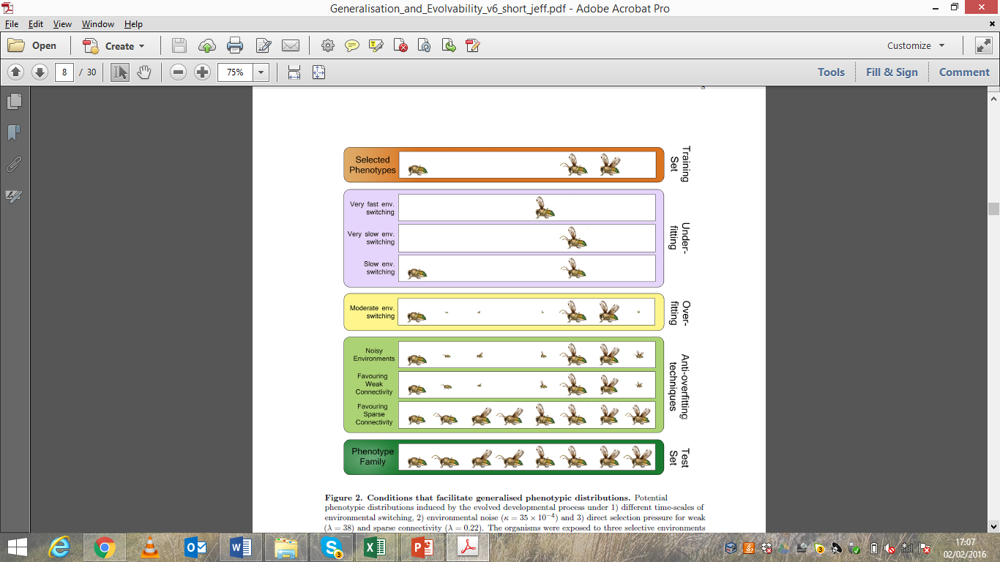 Generalisation_and_Evolvability_v6_short_jeff.pdf - Adobe Acrobat Pro
File Edit View Window Help
Open Create Customize
8 / 30 75% Tools Fill & Sign Comment
Selected
Phenotypes
Training
Set
Very fast env.
switching
Very slow env.
switching
Slow env.
switching
Under-
fitting
Moderate env.
switching
Over-
fitting
Noisy
Environments
Favouring
Weak
Connectivity
Favouring
Sparse
Connectivity
Anti-overfitting
techniques
Phenotype
Family
Test
Set
Figure 2. Conditions that facilitate generalised phenotypic distributions. Potential
phenotypic distributions induced by the evolved developmental process under 1) different time-scales of
environmental switching, 2) environmental noise (κ = 35 × 10⁻⁴) and 3) direct selection pressure for weak
(λ = 38) and sparse connectivity (λ = 0.22). The organisms were exposed to three selective environments
17:07
02/02/2016